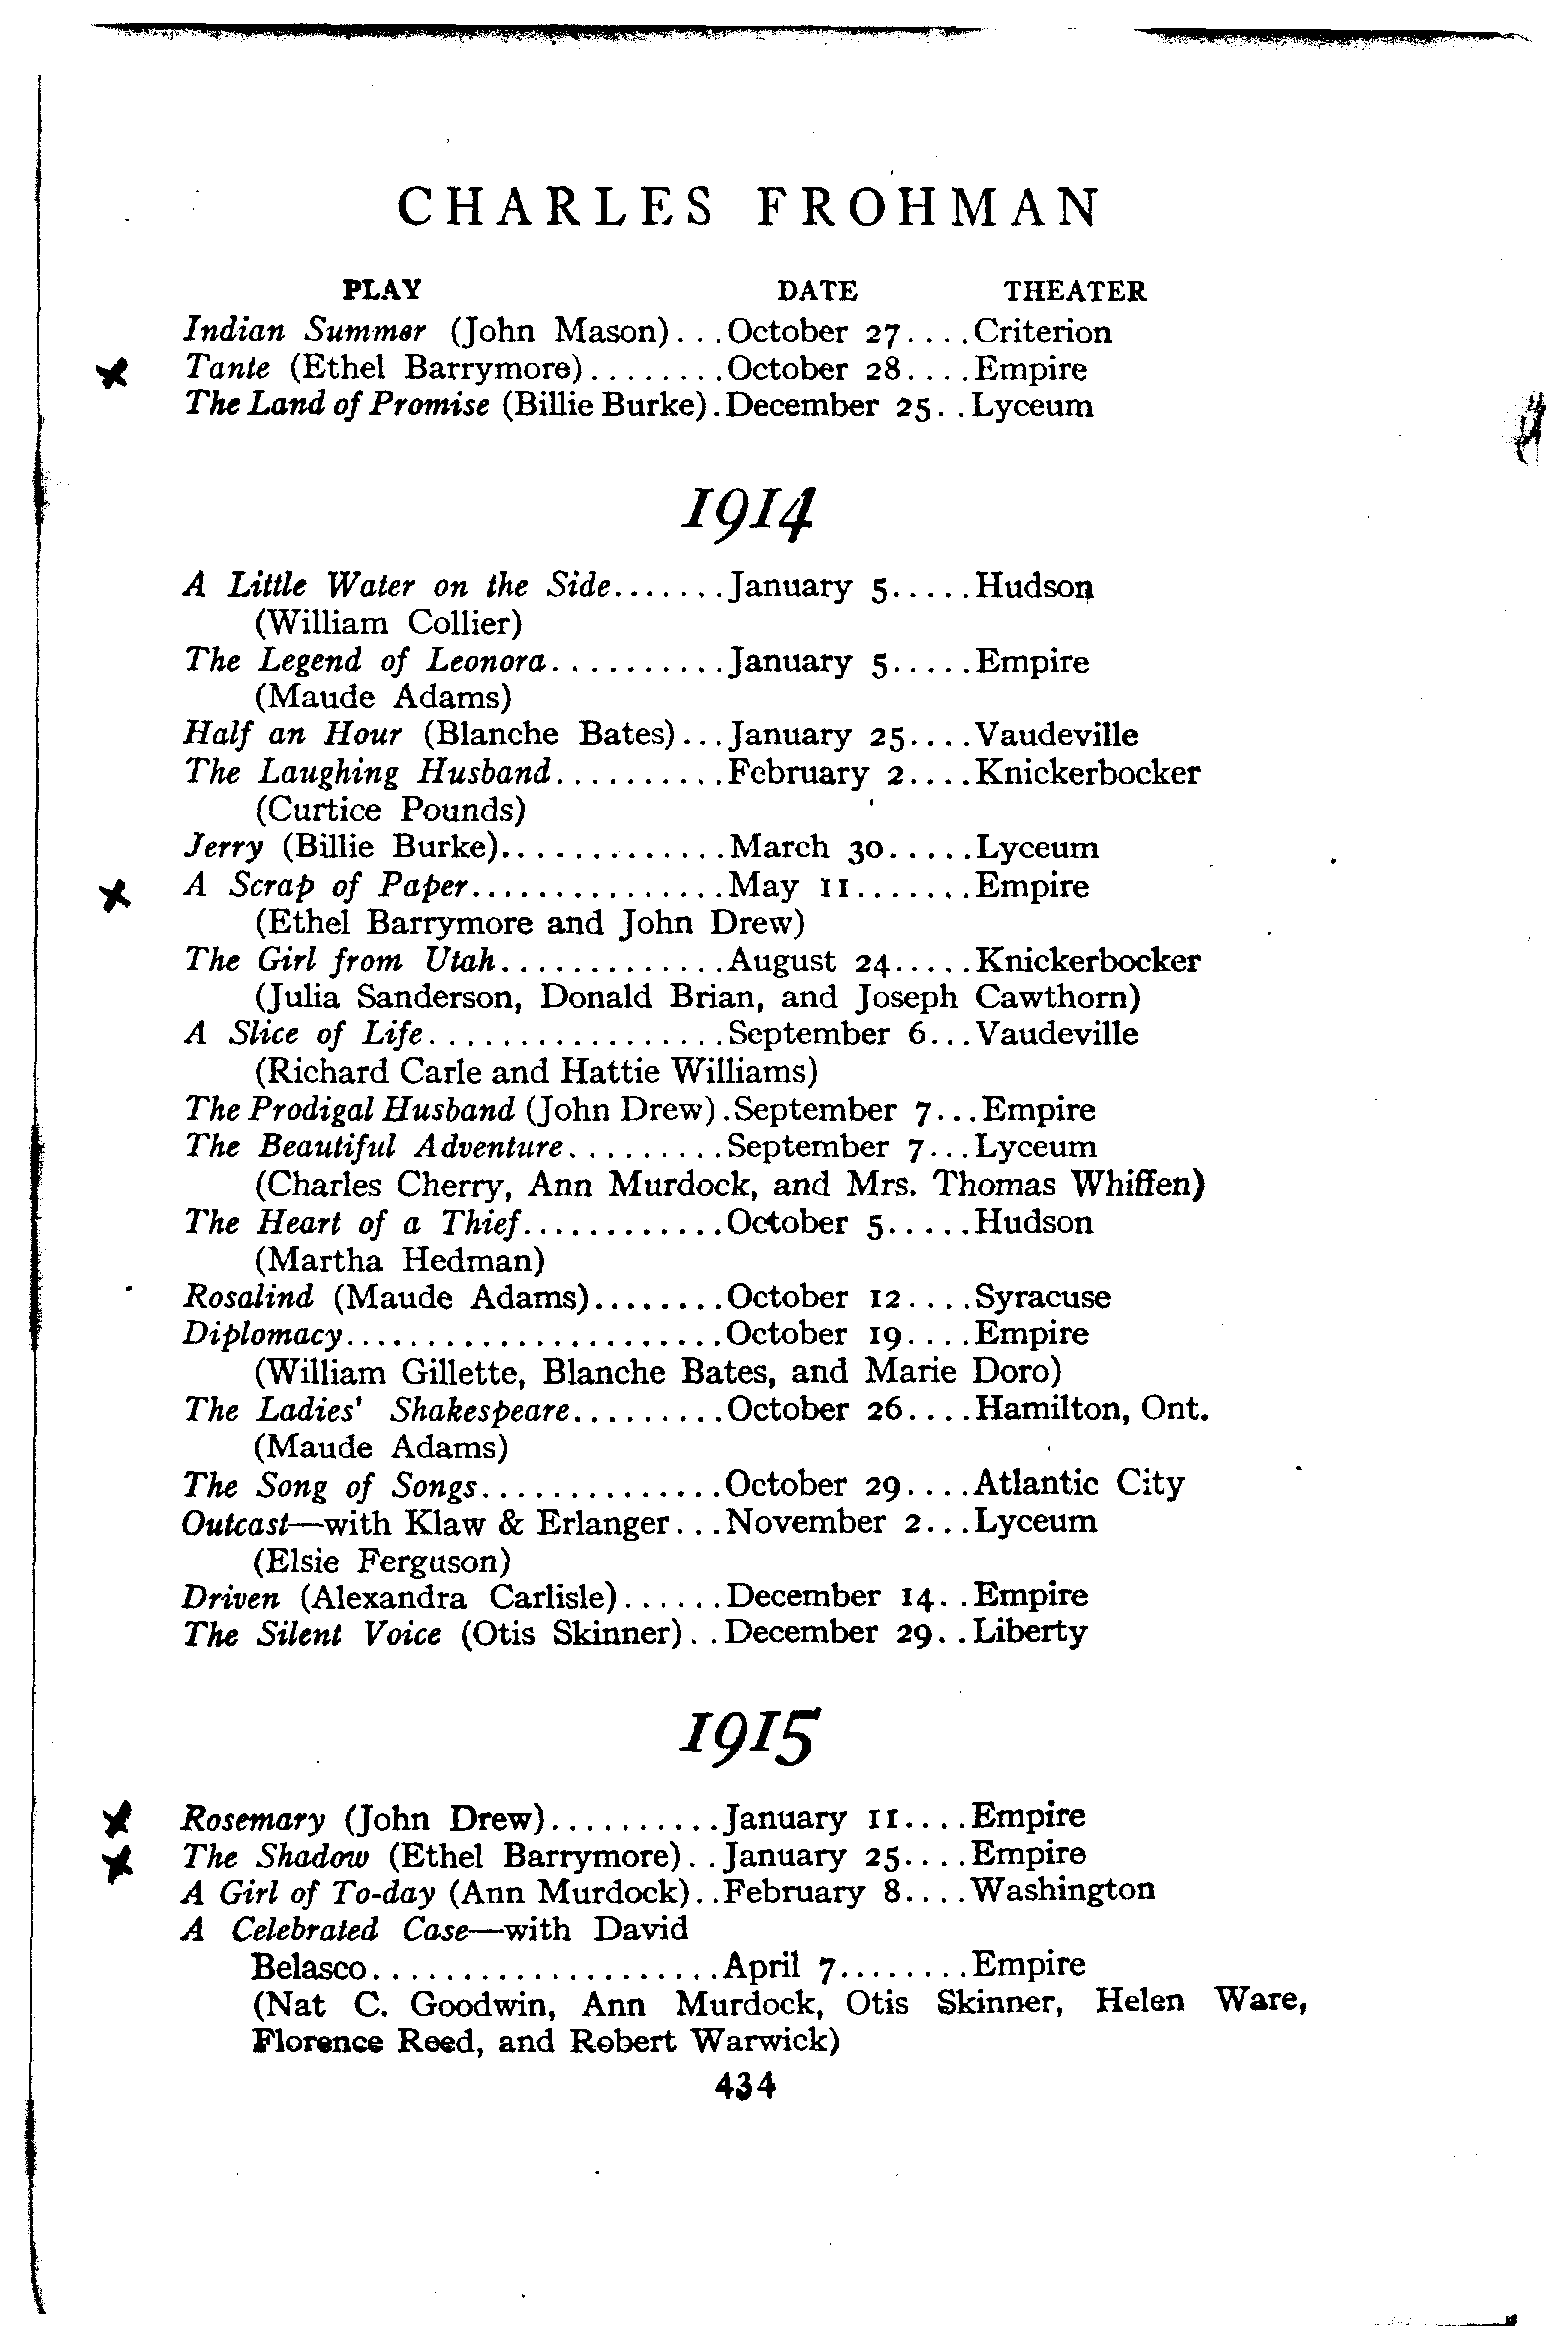 CHARLES FROHMAN
PLAY DATE THEATER
Indian Summer (John Mason)...October 27....Criterion
Tante (Ethel Barrymore)........October 28....Empire
The Land of Promise (Billie Burke).December 25..Lyceum
1914
A Little Water on the Side.......January 5.....Hudson
(William Collier)
The Legend of Leonora..........January 5.....Empire
(Maude Adams)
Half an Hour (Blanche Bates)...January 25....Vaudeville
The Laughing Husband..........February 2....Knickerbocker
(Curtice Pounds)
Jerry (Billie Burke).............March 30.....Lyceum
A Scrap of Paper...............May 11.......Empire
(Ethel Barrymore and John Drew)
The Girl from Utah.............August 24.....Knickerbocker
(Julia Sanderson, Donald Brian, and Joseph Cawthorn)
A Slice of Life.................September 6...Vaudeville
(Richard Carle and Hattie Williams)
The Prodigal Husband (John Drew).September 7...Empire
The Beautiful Adventure.........September 7...Lyceum
(Charles Cherry, Ann Murdock, and Mrs. Thomas Whiffen)
The Heart of a Thief............October 5.....Hudson
(Martha Hedman)
Rosalind (Maude Adams)........October 12....Syracuse
Diplomacy.......................October 19....Empire
(William Gillette, Blanche Bates, and Marie Doro)
The Ladies' Shakespeare.........October 26....Hamilton, Ont.
(Maude Adams)
The Song of Songs..............October 29....Atlantic City
Outcast—with Klaw & Erlanger...November 2...Lyceum
(Elsie Ferguson)
Driven (Alexandra Carlisle)......December 14..Empire
The Silent Voice (Otis Skinner)..December 29..Liberty
1915
Rosemary (John Drew)..........January 11....Empire
The Shadow (Ethel Barrymore)..January 25....Empire
A Girl of To-day (Ann Murdock)..February 8....Washington
A Celebrated Case—with David
Belasco....................April 7........Empire
(Nat C. Goodwin, Ann Murdock, Otis Skinner, Helen Ware,
Florence Reed, and Robert Warwick)
434